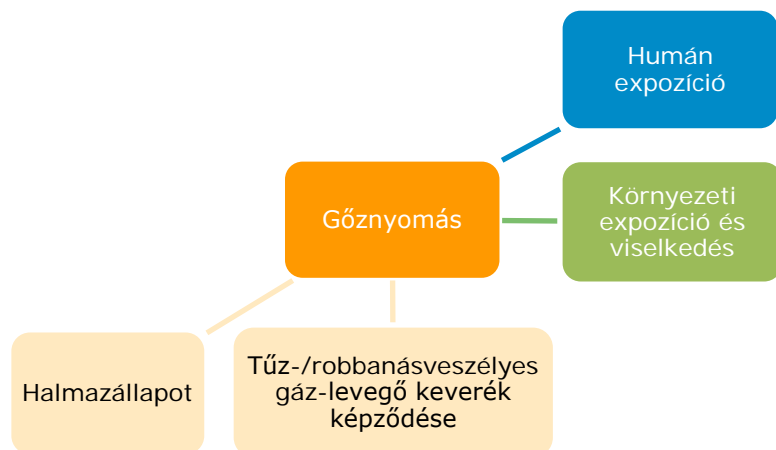 Humán
expozíció
Gőznyomás
Környezeti
expozíció és
viselkedés
Halmazállapot
Tűz-/robbanásveszélyes
gáz-levegő keverék
képződése